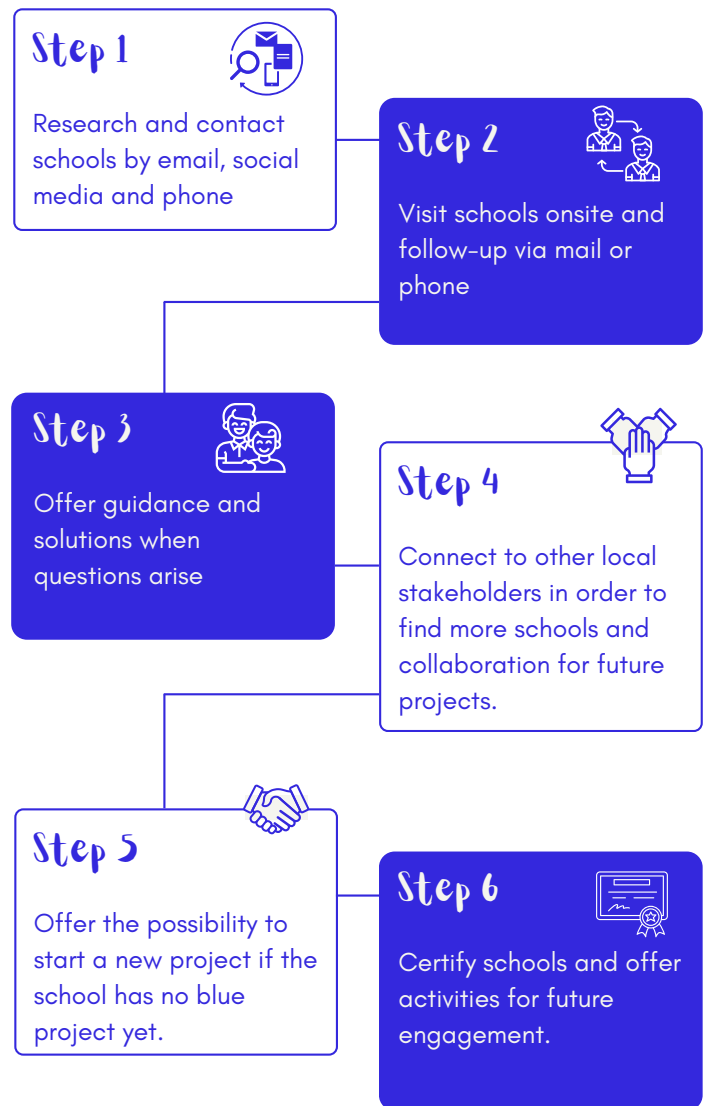 Step 1
Research and contact
schools by email, social
media and phone
Step 2
Visit schools onsite and
follow-up via mail or
phone
Step 3
Offer guidance and
solutions when
questions arise
Step 4
Connect to other local
stakeholders in order to
find more schools and
collaboration for future
projects.
Step 5
Offer the possibility to
start a new project if the
school has no blue
project yet.
Step 6
Certify schools and offer
activities for future
engagement.